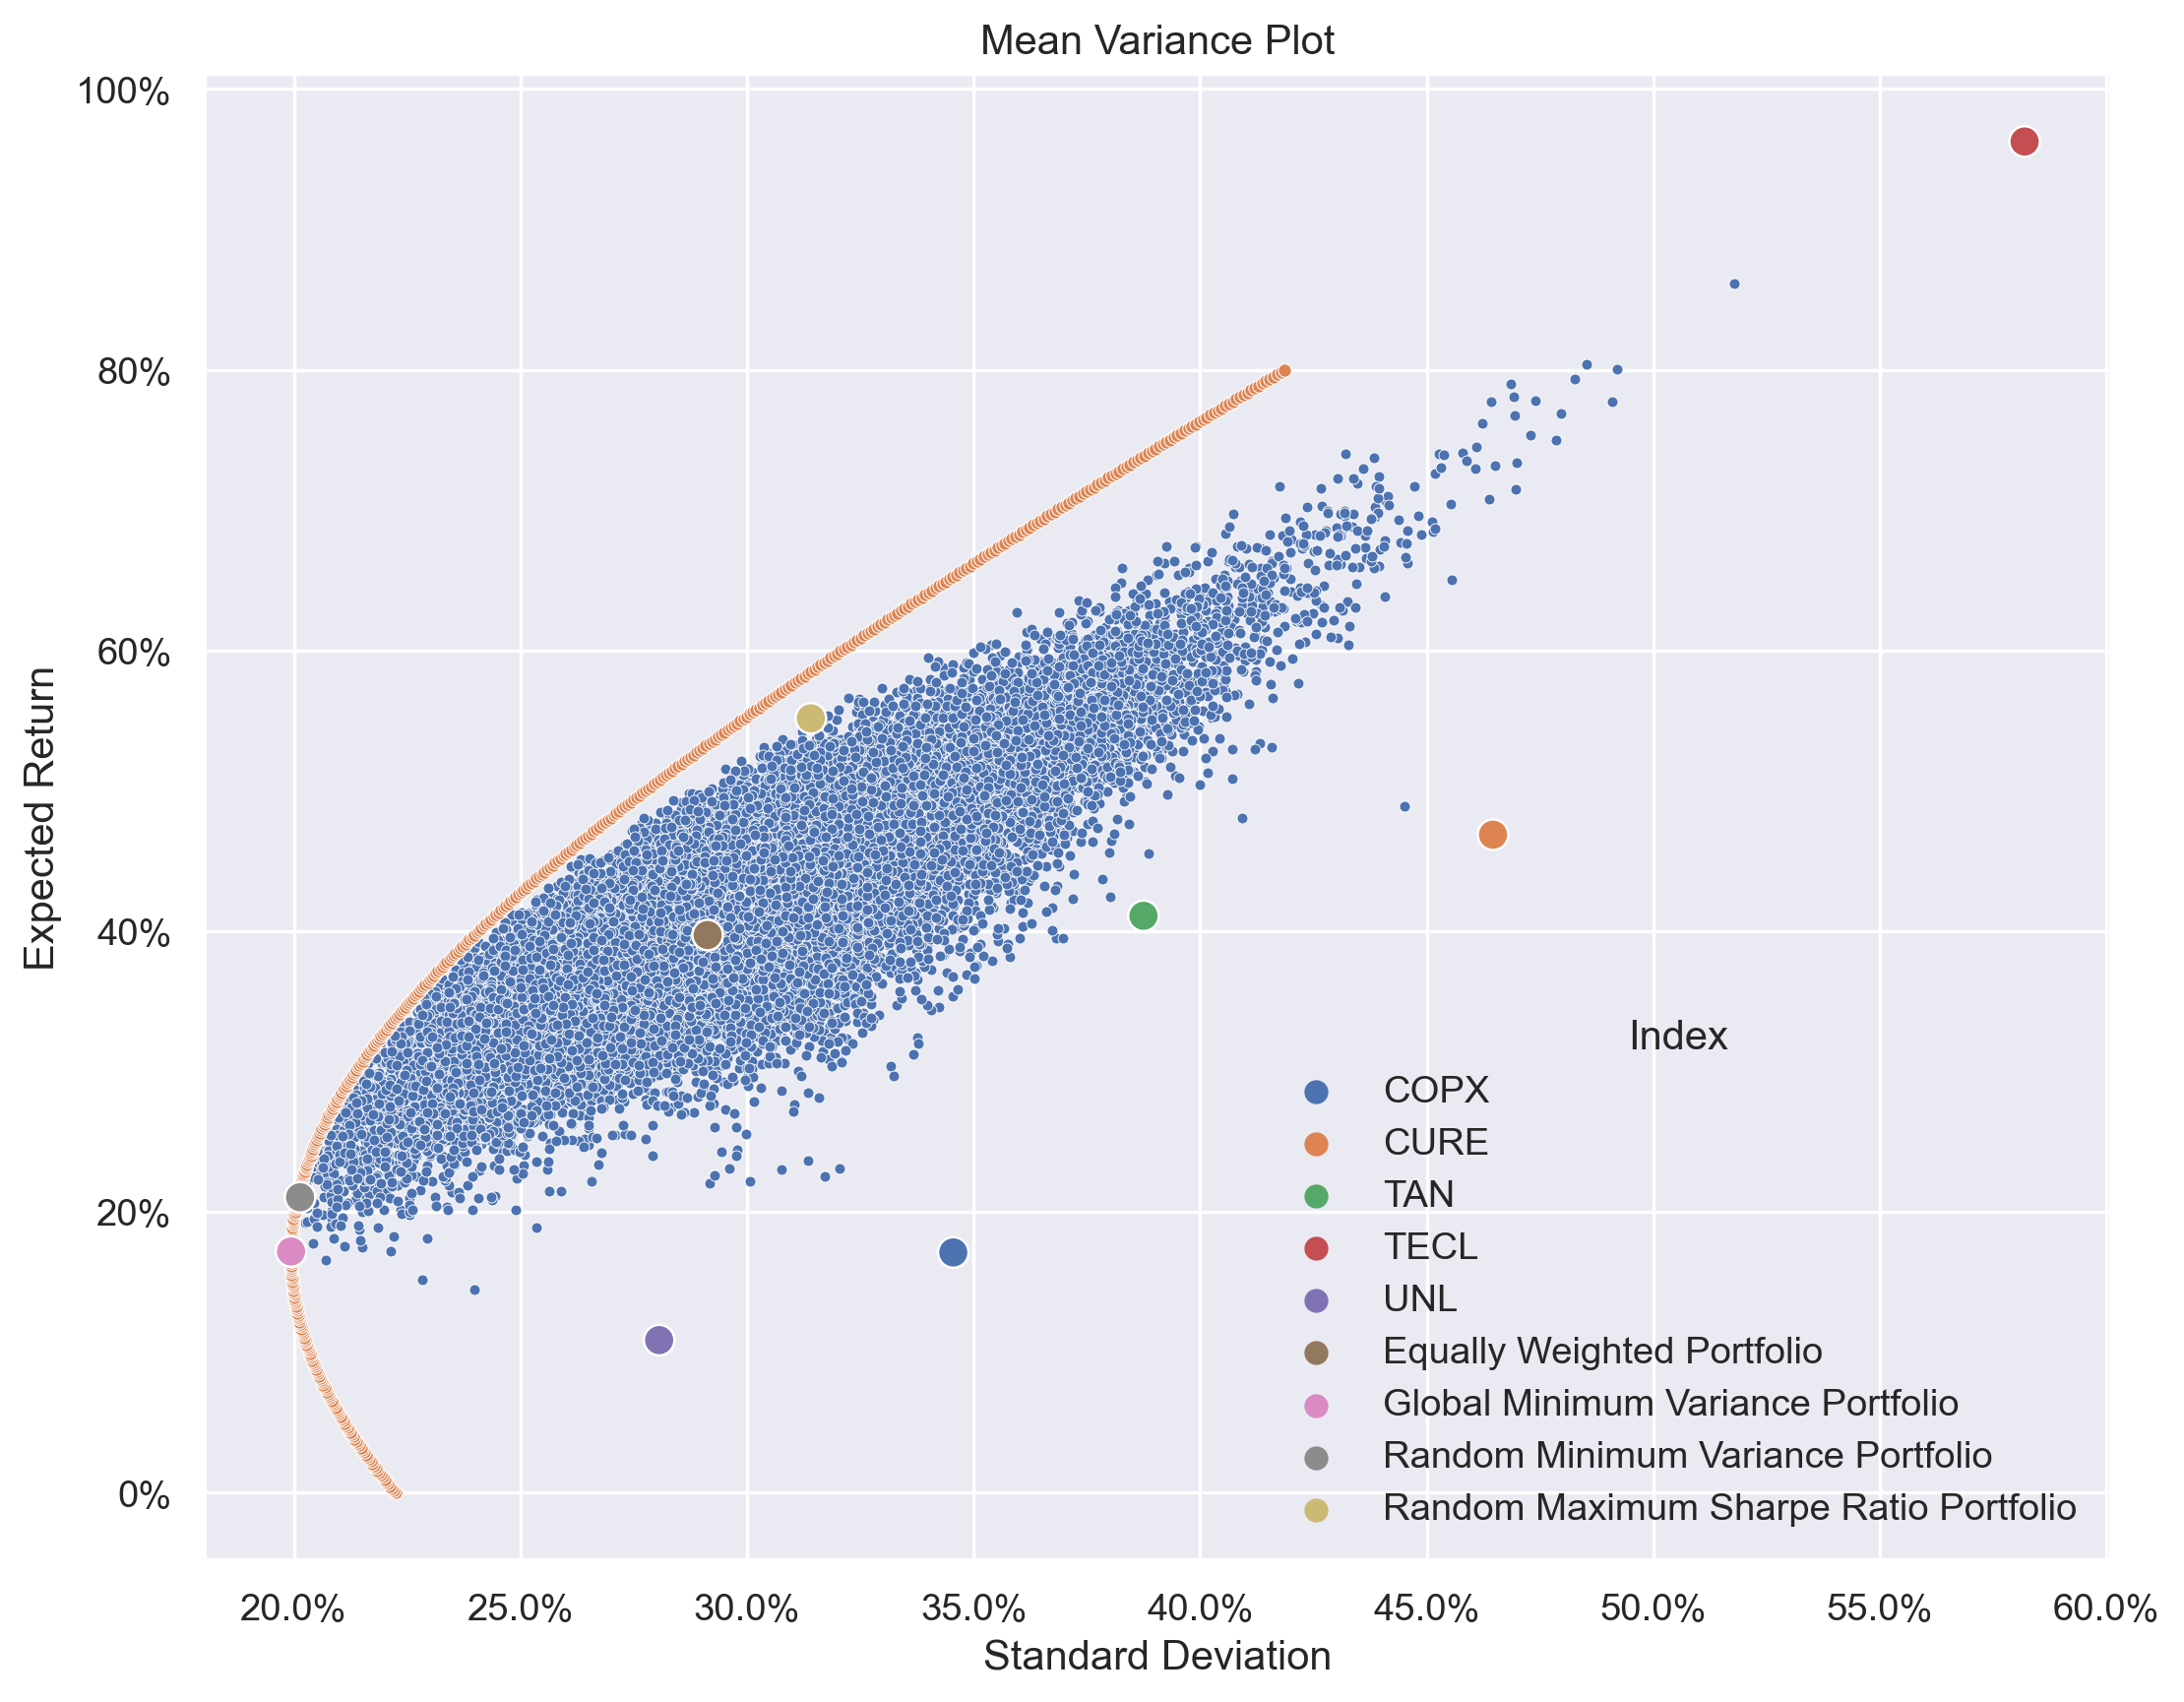 Mean Variance Plot
100%
80%
60%
40%
20%
0%
Expected Return
20.0%
25.0%
30.0%
35.0%
40.0%
45.0%
50.0%
55.0%
60.0%
Standard Deviation
Index
COPX
CURE
TAN
TECL
UNL
Equally Weighted Portfolio
Global Minimum Variance Portfolio
Random Minimum Variance Portfolio
Random Maximum Sharpe Ratio Portfolio